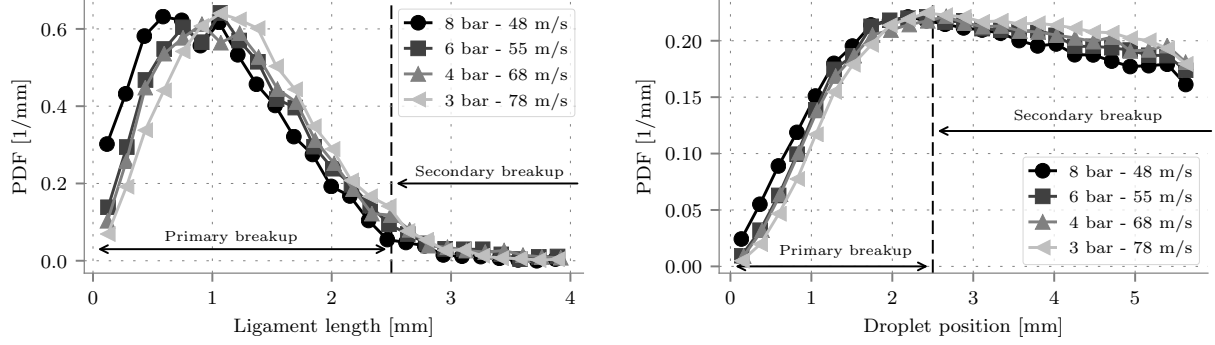 PDF [1/mm]
0.6
0.4
0.2
0.0
8 bar - 48 m/s
6 bar - 55 m/s
4 bar - 68 m/s
3 bar - 78 m/s
Secondary breakup
Primary breakup
0 1 2 3 4
Ligament length [mm]
PDF [1/mm]
0.20
0.15
0.10
0.05
0.00
Secondary breakup
8 bar - 48 m/s
6 bar - 55 m/s
4 bar - 68 m/s
3 bar - 78 m/s
Primary breakup
0 1 2 3 4 5
Droplet position [mm]